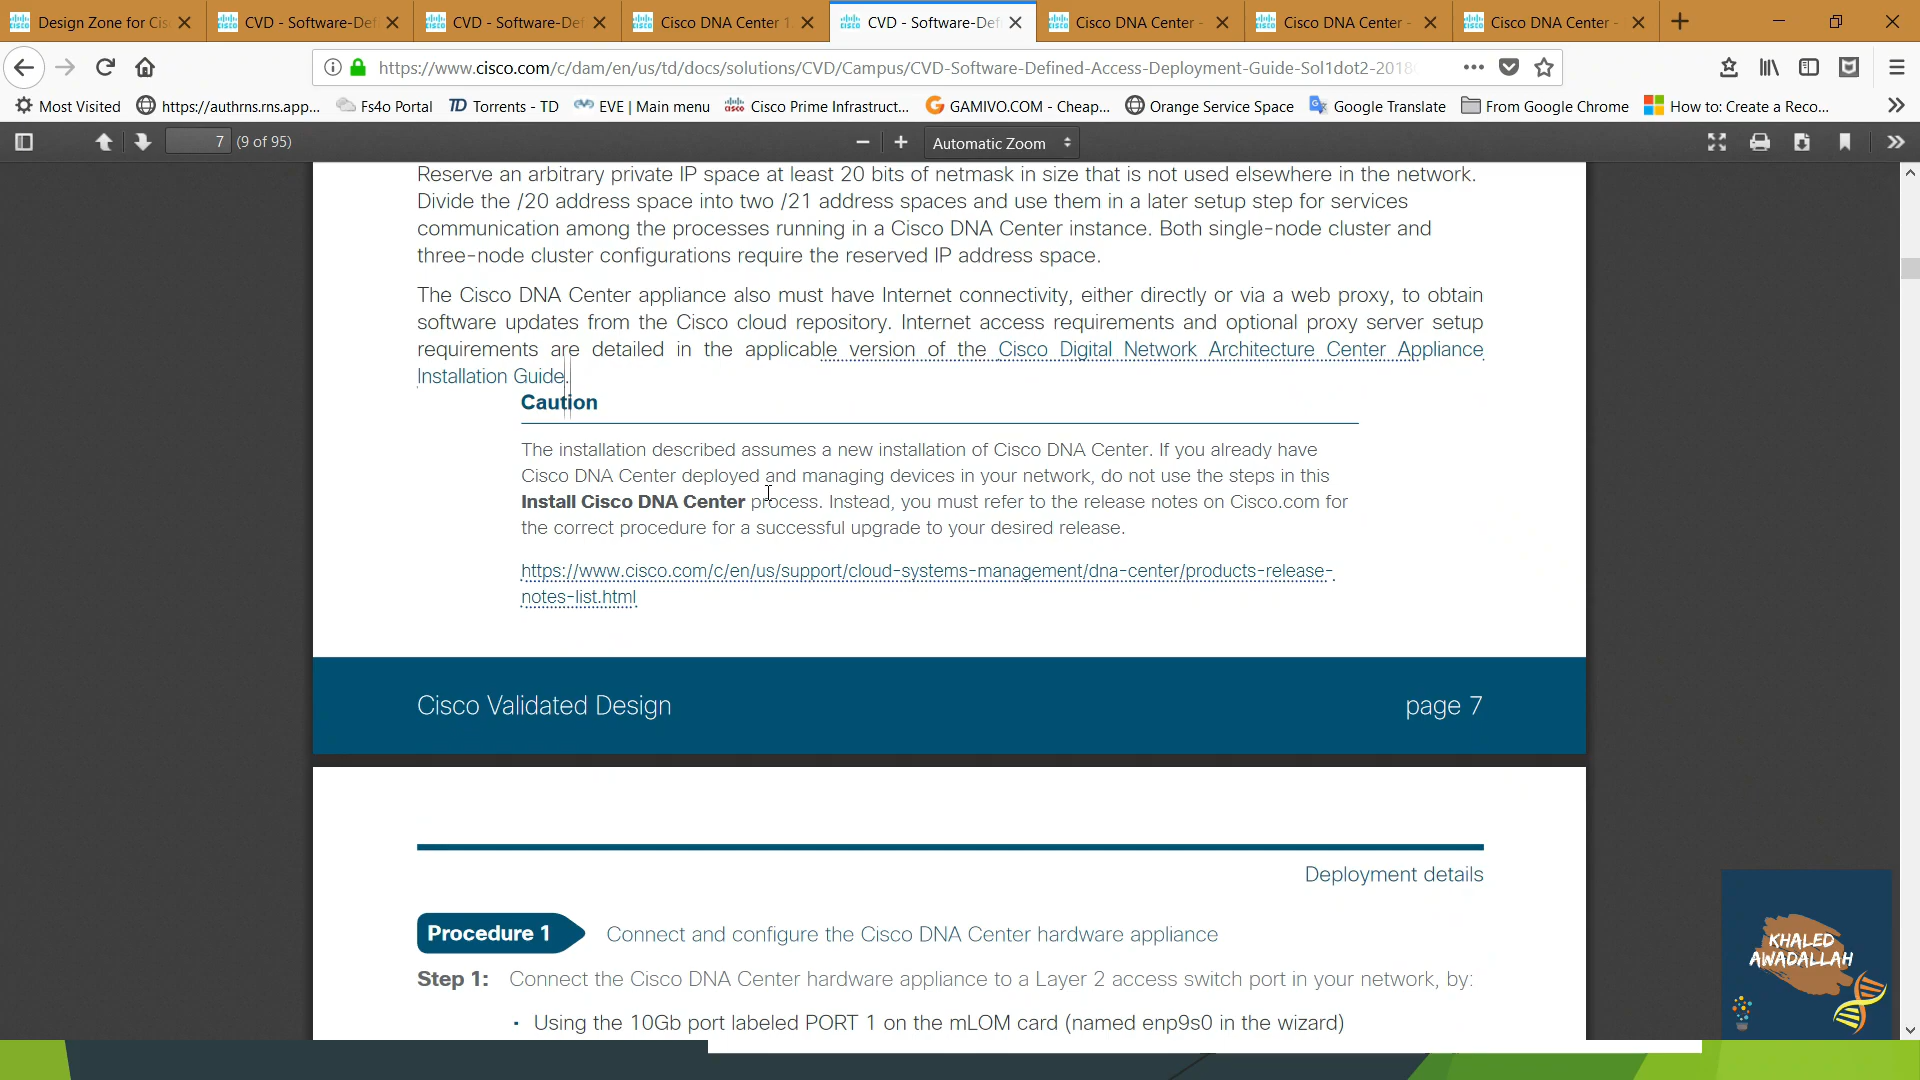 Design Zone for Cis
CVD - Software-Def
CVD - Software-Def
Cisco DNA Center 1.
CVD - Software-Defi
Cisco DNA Center -
Cisco DNA Center -
Cisco DNA Center -
https://www.cisco.com/c/dam/en/us/td/docs/solutions/CVD/Campus/CVD-Software-Defined-Access-Deployment-Guide-Sol1dot2-2018
Most Visited
https://authrns.rns.app...
Fs4o Portal
TD Torrents - TD
EVE | Main menu
Cisco Prime Infrastruct...
GAMIVO.COM - Cheap...
Orange Service Space
Google Translate
From Google Chrome
How to: Create a Reco...
7 (9 of 95)
Automatic Zoom
Reserve an arbitrary private IP space at least 20 bits of netmask in size that is not used elsewhere in the network.
Divide the /20 address space into two /21 address spaces and use them in a later setup step for services
communication among the processes running in a Cisco DNA Center instance. Both single-node cluster and
three-node cluster configurations require the reserved IP address space.
The Cisco DNA Center appliance also must have Internet connectivity, either directly or via a web proxy, to obtain
software updates from the Cisco cloud repository. Internet access requirements and optional proxy server setup
requirements are detailed in the applicable version of the Cisco Digital Network Architecture Center Appliance
Installation Guide.
Caution
The installation described assumes a new installation of Cisco DNA Center. If you already have
Cisco DNA Center deployed and managing devices in your network, do not use the steps in this
Install Cisco DNA Center process. Instead, you must refer to the release notes on Cisco.com for
the correct procedure for a successful upgrade to your desired release.
https://www.cisco.com/c/en/us/support/cloud-systems-management/dna-center/products-release-
notes-list.html
Cisco Validated Design
page 7
Deployment details
Procedure 1 Connect and configure the Cisco DNA Center hardware appliance
Step 1: Connect the Cisco DNA Center hardware appliance to a Layer 2 access switch port in your network, by:
· Using the 10Gb port labeled PORT 1 on the mLOM card (named enp9s0 in the wizard)
KHALED
AWADALLAH